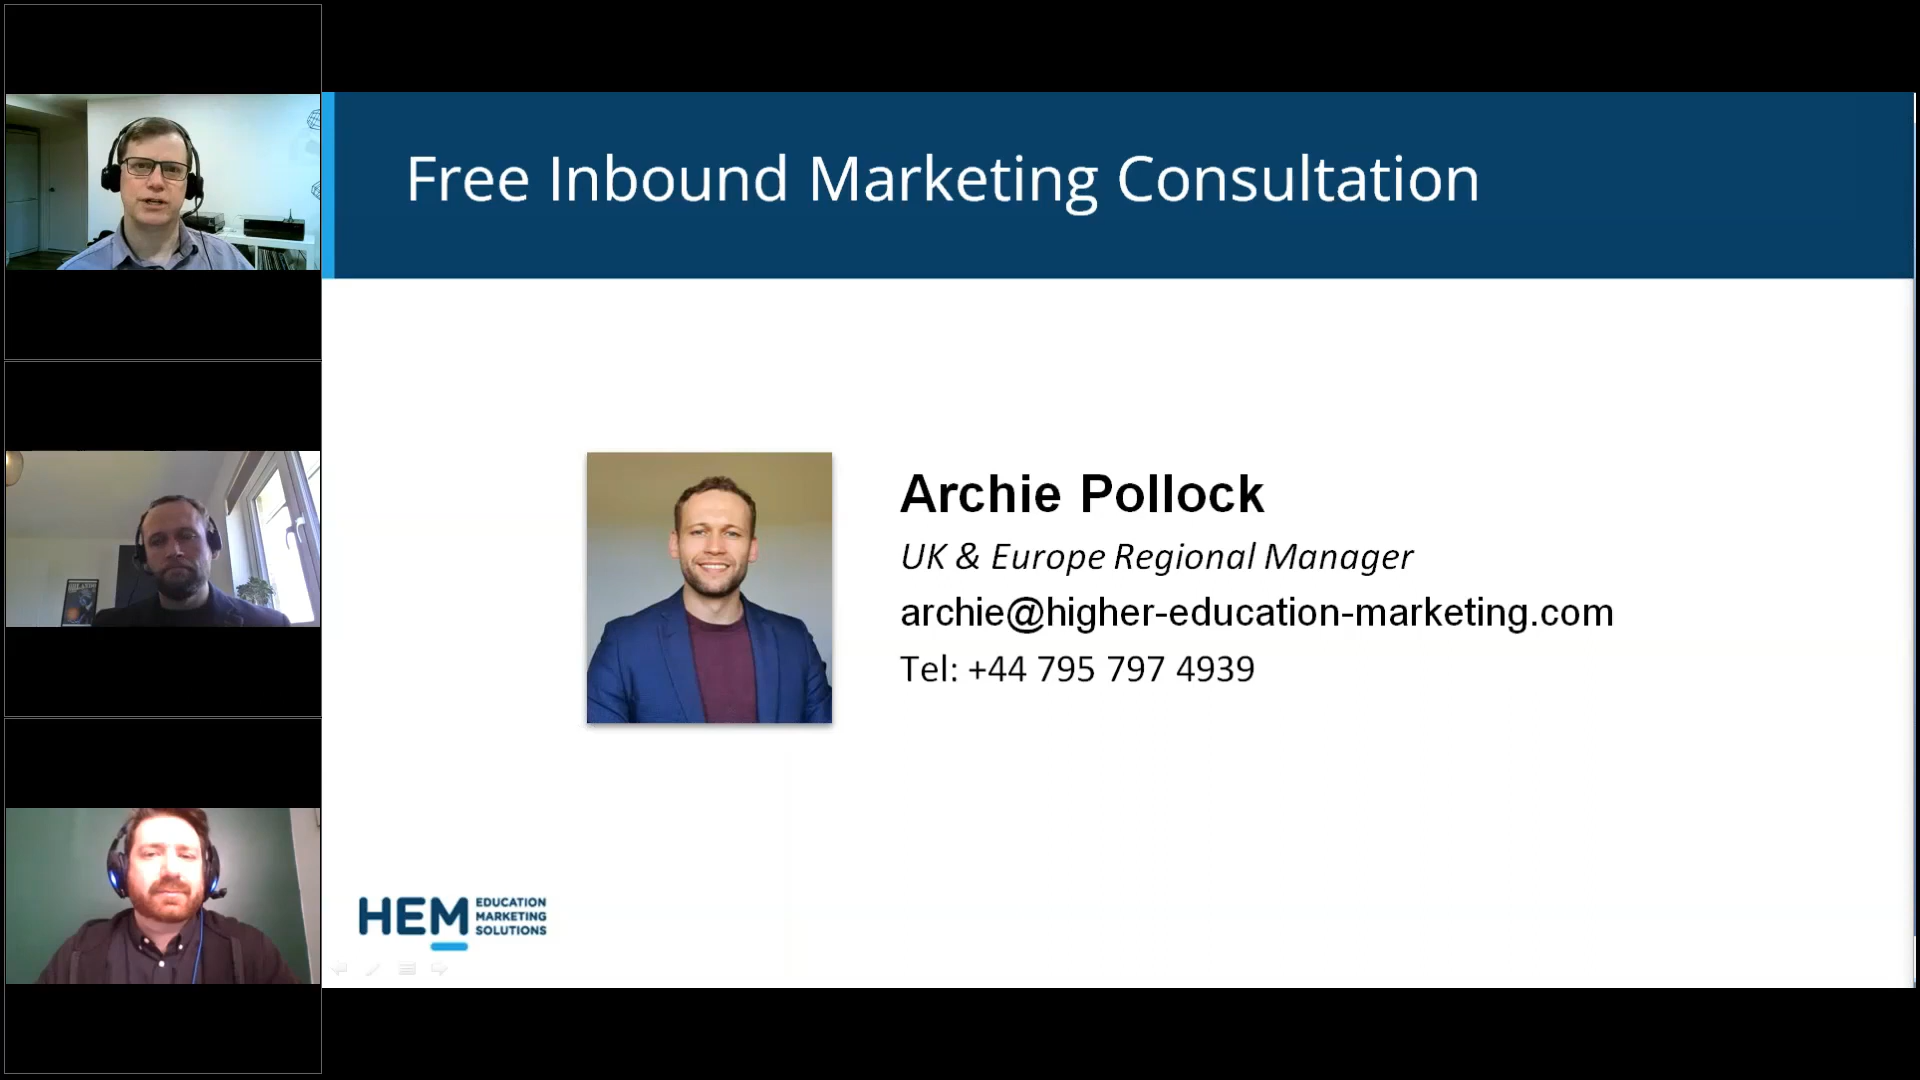 Free Inbound Marketing Consultation
Archie Pollock
UK & Europe Regional Manager
archie@higher-education-marketing.com
Tel: +44 795 797 4939
HEM EDUCATION
MARKETING
SOLUTIONS